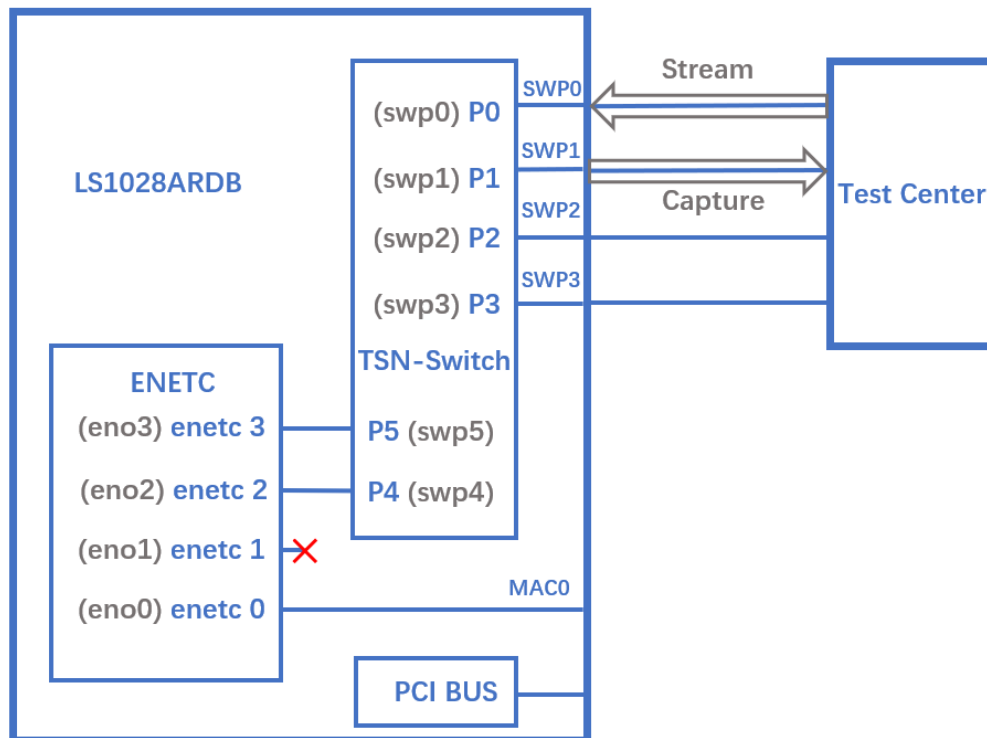 Stream
SWP0
(swp0) P0
SWP1
LS1028ARDB
(swp1) P1
Test Center
Capture
SWP2
(swp2) P2
SWP3
(swp3) P3
TSN-Switch
ENETC
(eno3) enetc 3
P5 (swp5)
(eno2) enetc 2
P4 (swp4)
(eno1) enetc 1
MAC0
(eno0) enetc 0
PCI BUS